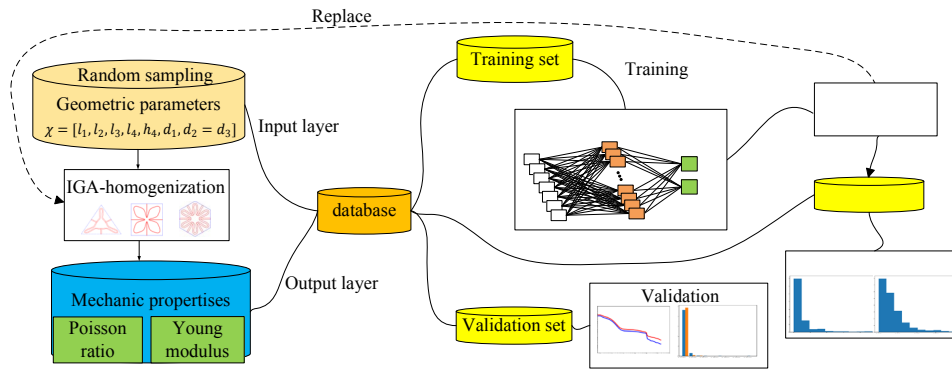 Replace
Random sampling
Geometric parameters
χ = [l₁, l₂, l₃, l₄, h₄, d₁, d₂ = d₃]
IGA-homogenization
Mechanic propertises
Poisson
ratio
Young
modulus
Input layer
Output layer
database
Training set
Training
Validation set
Validation